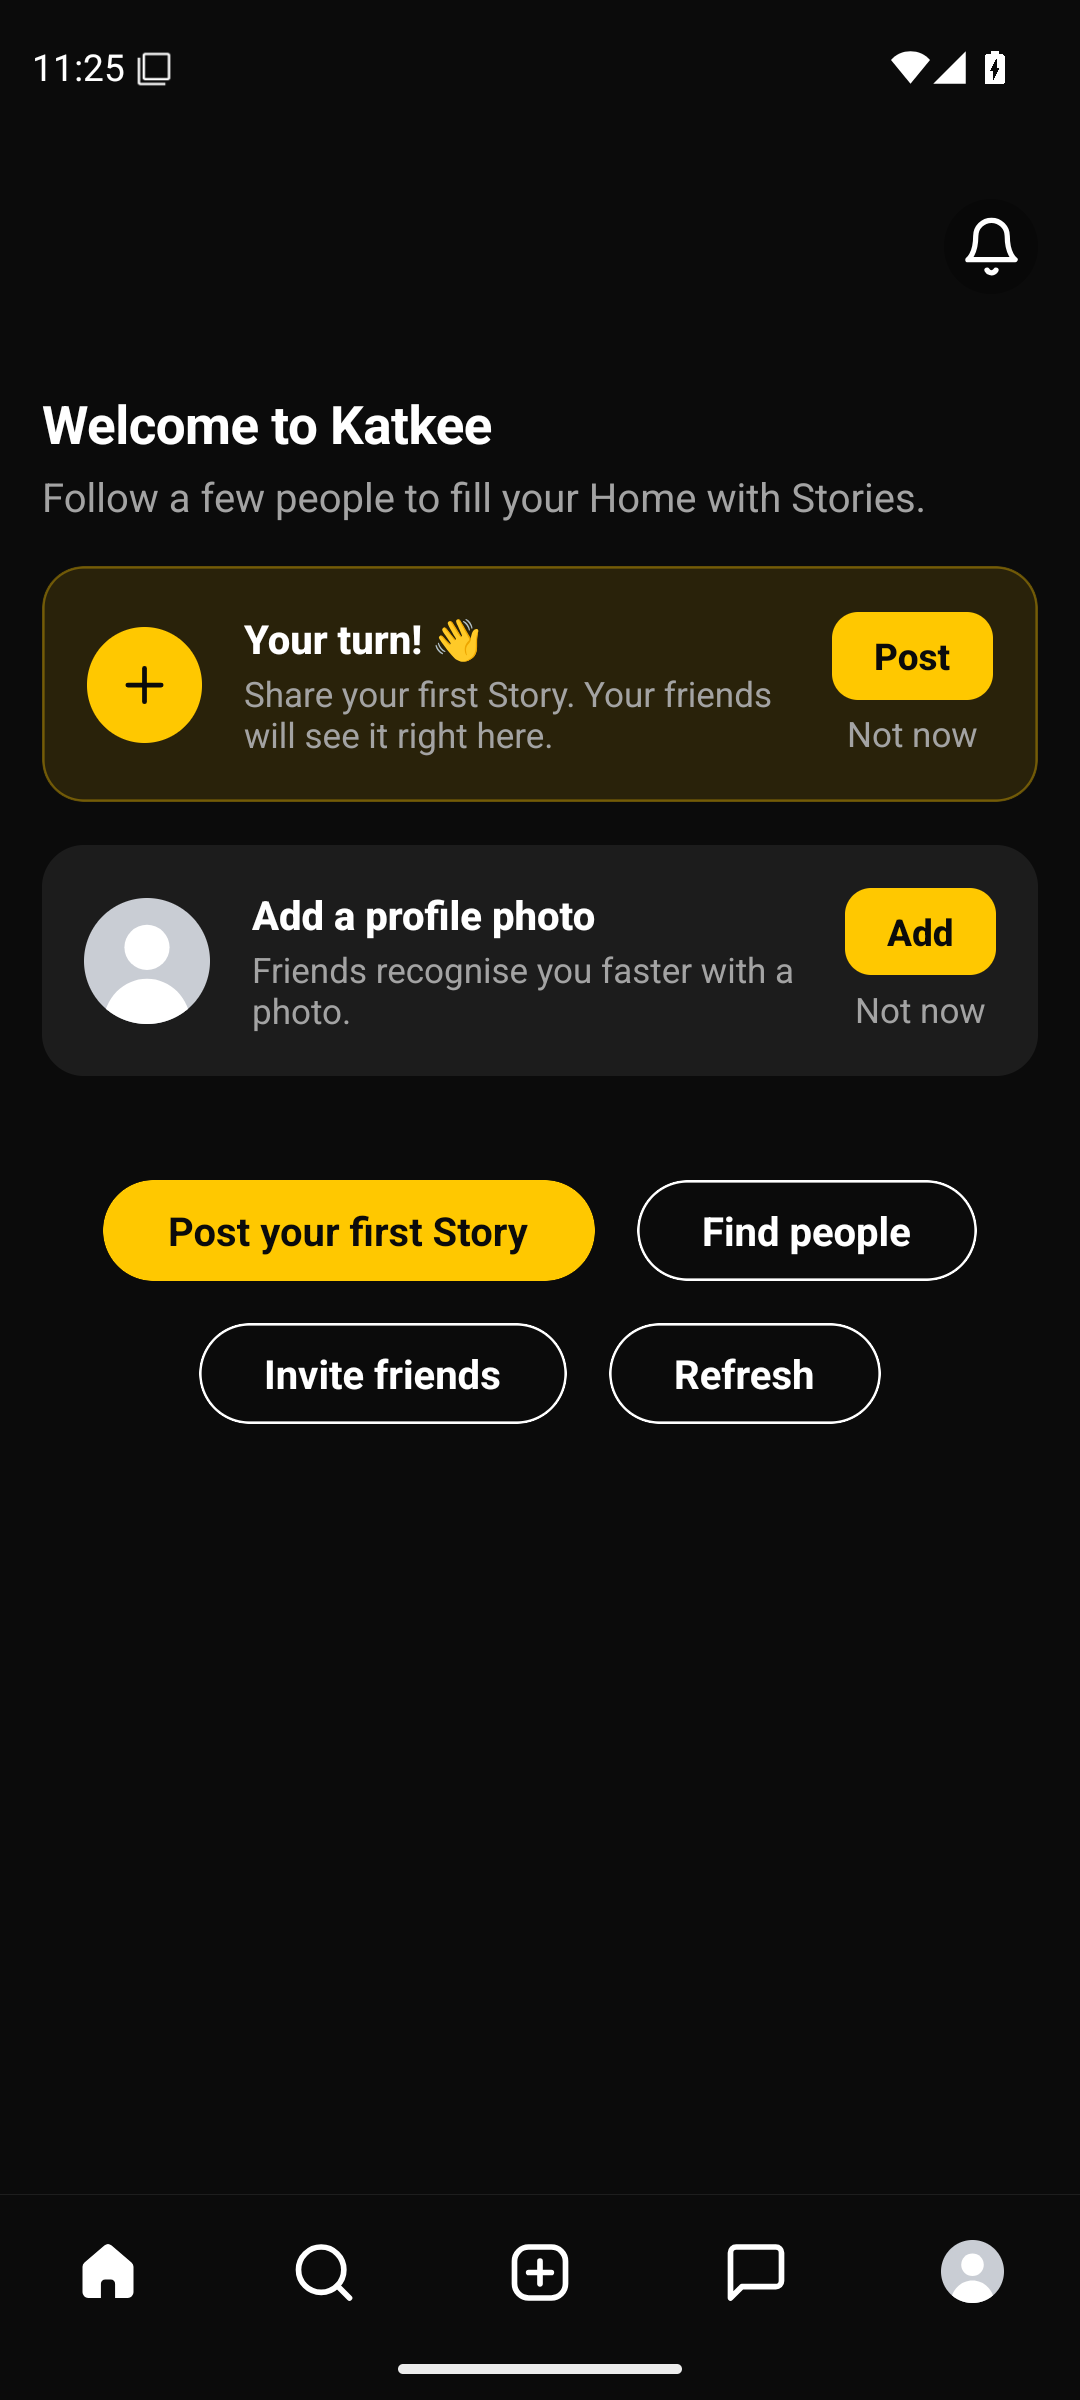 11:25
Welcome to Katkee
Follow a few people to fill your Home with Stories.
Your turn! 👋
Share your first Story. Your friends
will see it right here.
Post
Not now
Add a profile photo
Friends recognise you faster with a
photo.
Add
Not now
Post your first Story
Find people
Invite friends
Refresh